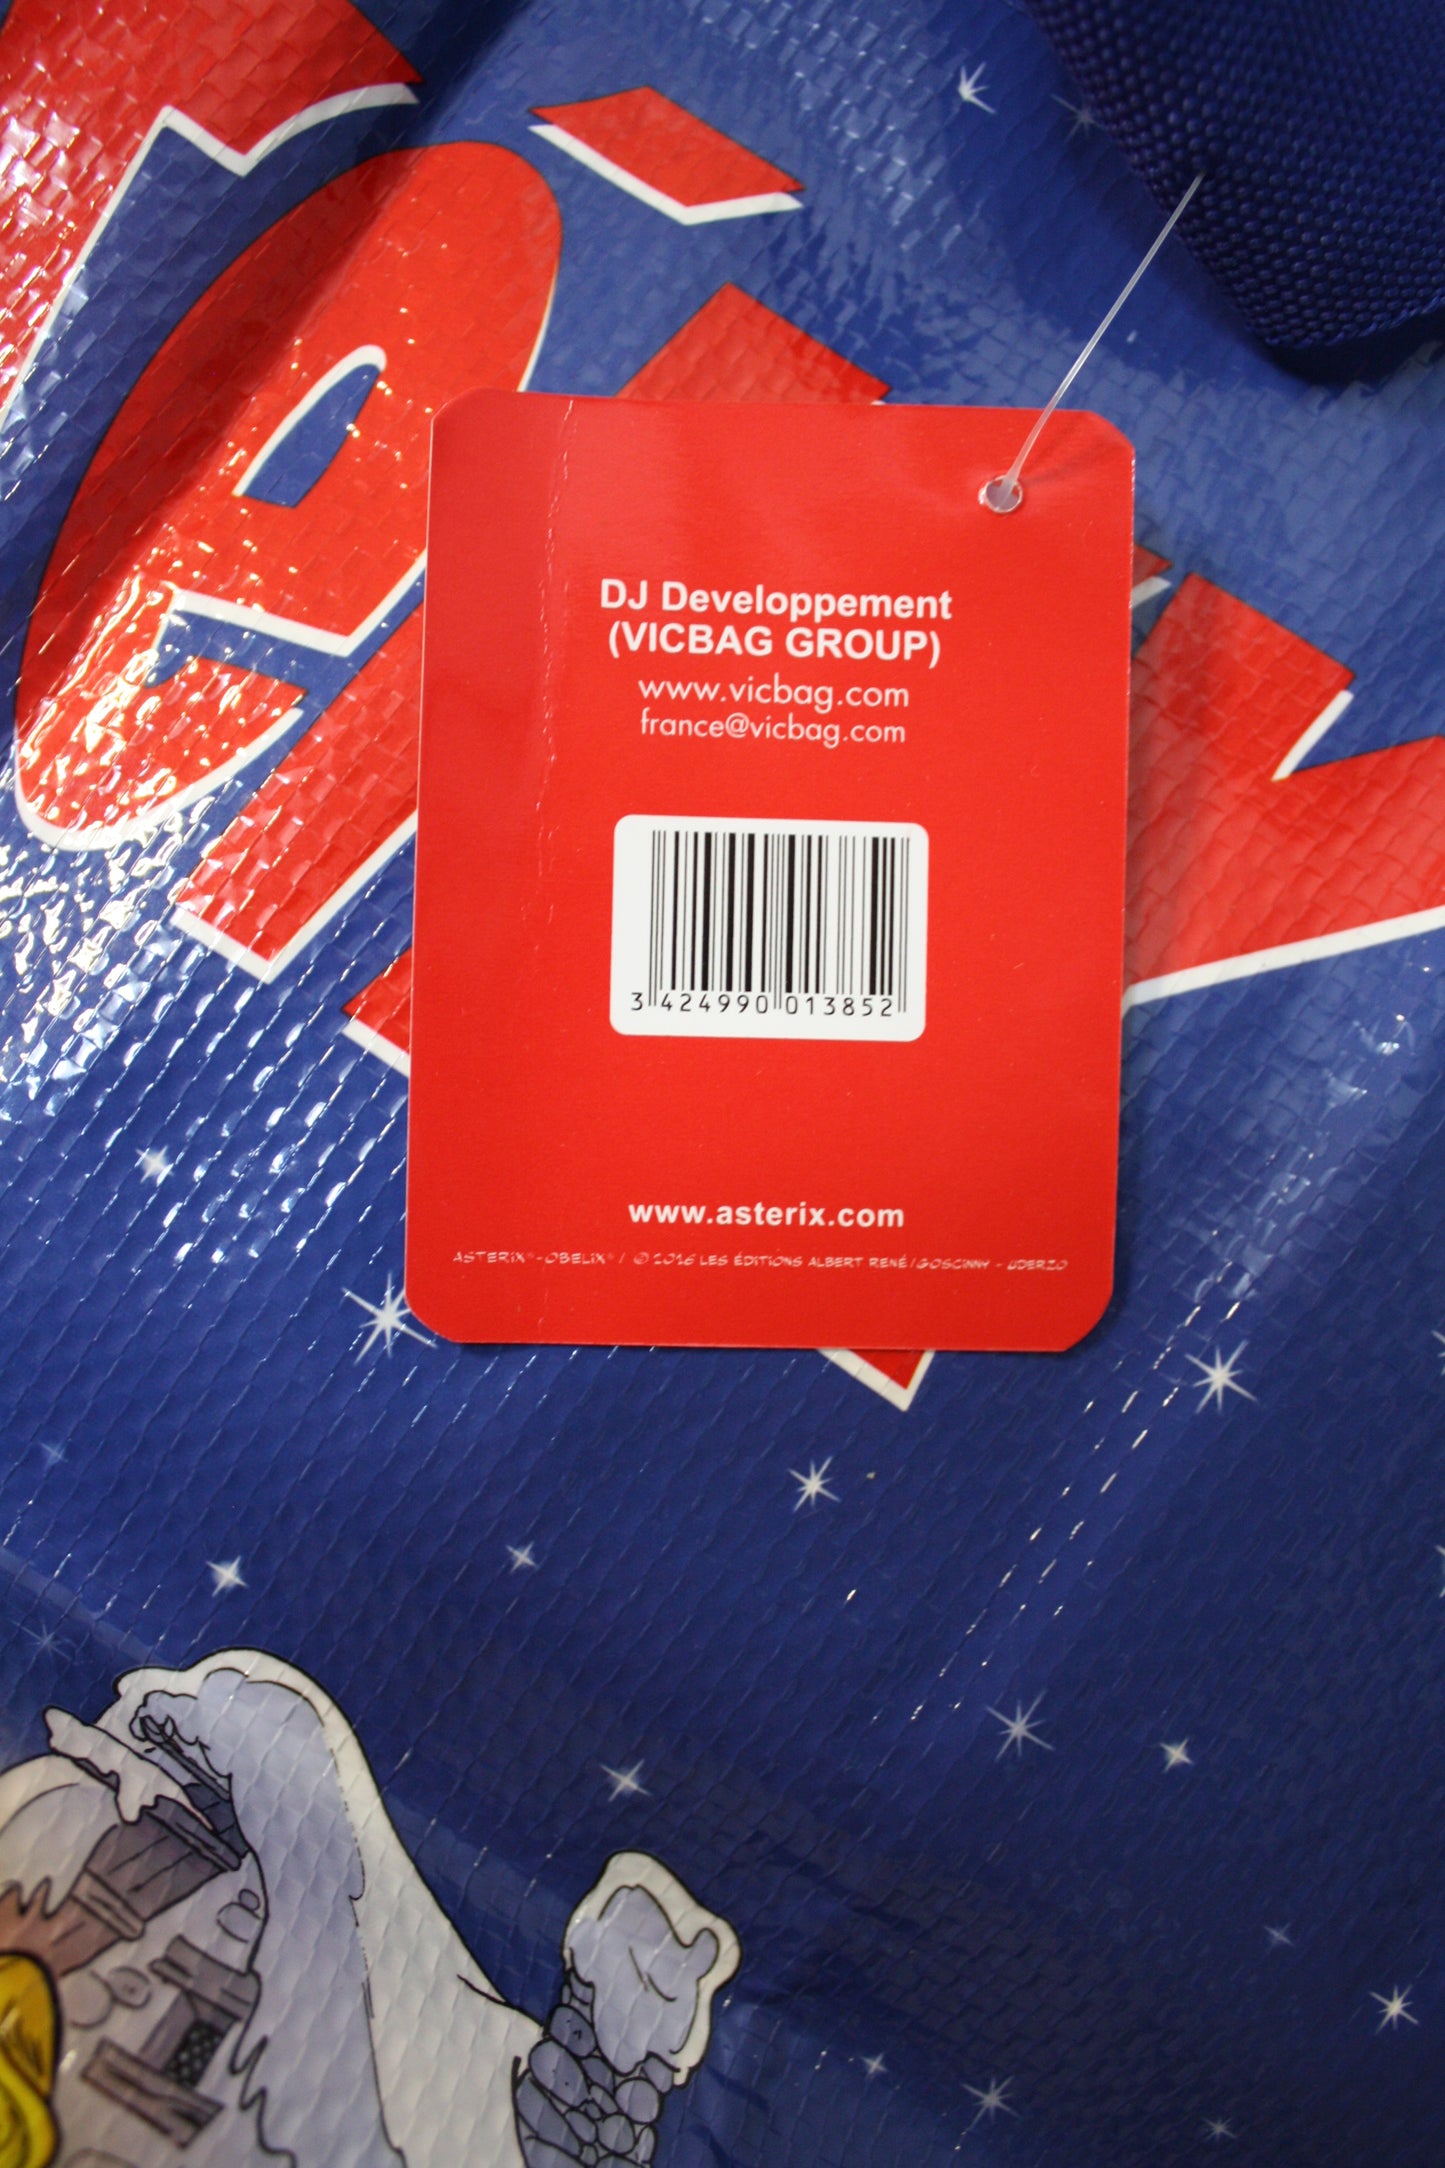 DJ Developpement
(VICBAG GROUP)
www.vicbag.com
france@vicbag.com
3 424990 013852
www.asterix.com
ASTERIX®-OBELIX® / © 2016 LES ÉDITIONS ALBERT RENÉ / GOSCINNY - UDERZO